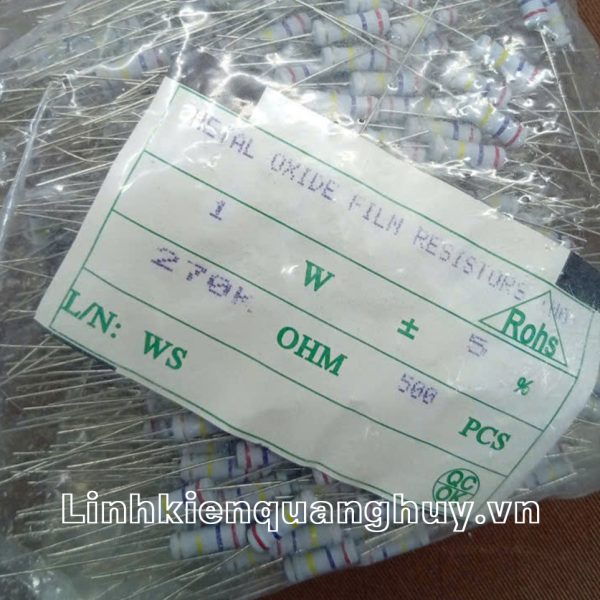 METAL OXIDE FILM RESISTORS
1 W ± 5 %
Rohs
270K OHM 500 PCS
L/N: WS
QC
OK
Linhkienquanghuy.vn